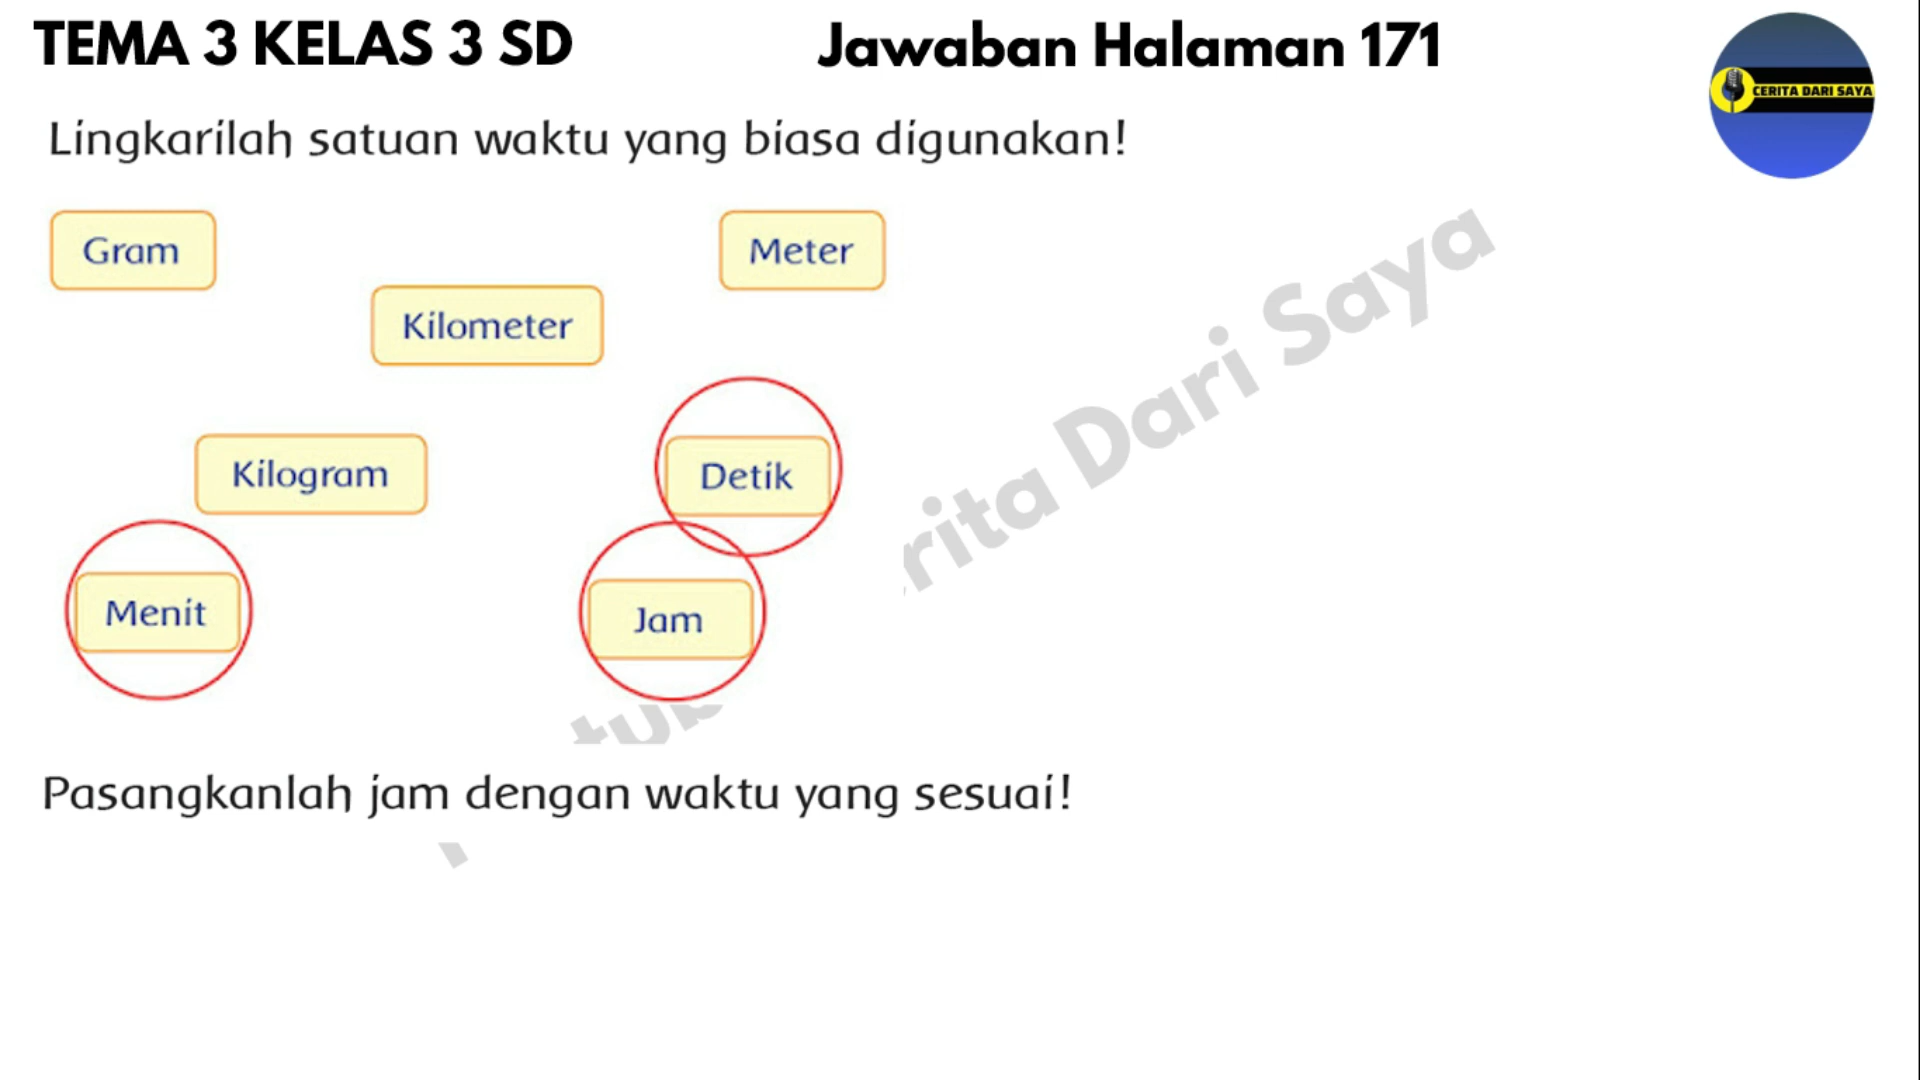 TEMA 3 KELAS 3 SD
Jawaban Halaman 171
CERITA DARI SAYA
Lingkarilah satuan waktu yang biasa digunakan!
Gram
Meter
Kilometer
Kilogram
Detik
Menit
Jam
rita Dari Saya
Pasangkanlah jam dengan waktu yang sesuai!